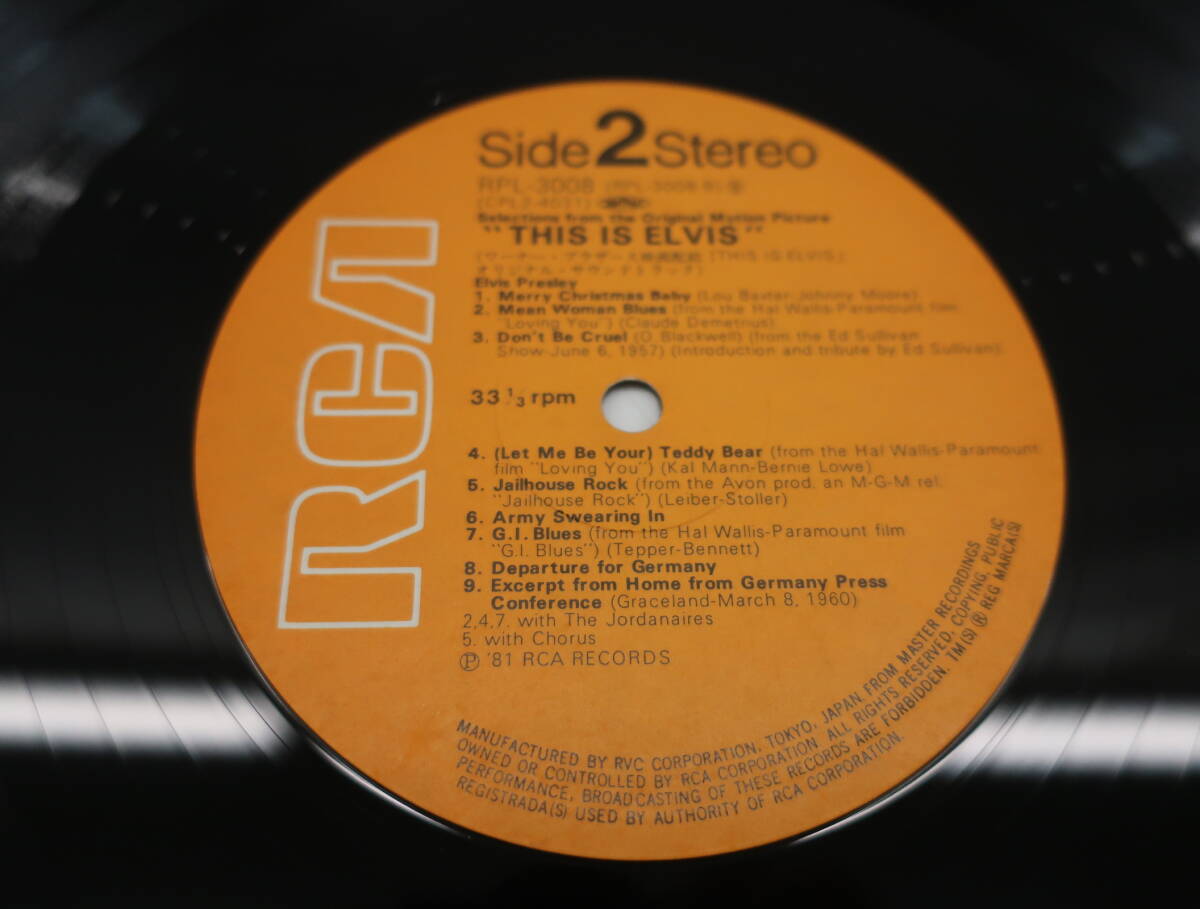 RCA
Side 2 Stereo
RPL-3008 (RPL-3008 B)
(CPL2-4031)
Selections from the Original Motion Picture
"THIS IS ELVIS"
「THIS IS ELVIS」
オリジナル・サウンドトラック)
Elvis Presley
1. Merry Christmas Baby (Lou Baxter-Johnny Moore)
2. Mean Woman Blues (from the Hal Wallis-Paramount film
"Loving You") (Claude Demetrius)
3. Don't Be Cruel (O. Blackwell) (from the Ed Sullivan
Show-June 6, 1957) (Introduction and tribute by Ed Sullivan)
33 1/3 rpm
4. (Let Me Be Your) Teddy Bear (from the Hal Wallis-Paramount
film "Loving You") (Kal Mann-Bernie Lowe)
5. Jailhouse Rock (from the Avon prod. an M-G-M rel.
"Jailhouse Rock") (Leiber-Stoller)
6. Army Swearing In
7. G.I. Blues (from the Hal Wallis-Paramount film
"G.I. Blues") (Tepper-Bennett)
8. Departure for Germany
9. Excerpt from Home from Germany Press
Conference (Graceland-March 8, 1960)
2,4,7. with The Jordanaires
5. with Chorus
Ⓟ '81 RCA RECORDS
MANUFACTURED BY RVC CORPORATION, TOKYO, JAPAN FROM MASTER RECORDINGS
OWNED OR CONTROLLED BY RCA CORPORATION. ALL RIGHTS RESERVED, COPYING, PUBLIC
PERFORMANCE, BROADCASTING OF THESE RECORDS ARE FORBIDDEN. TM(S) ® REG MARCA(S)
REGISTRADA(S) USED BY AUTHORITY OF RCA CORPORATION.